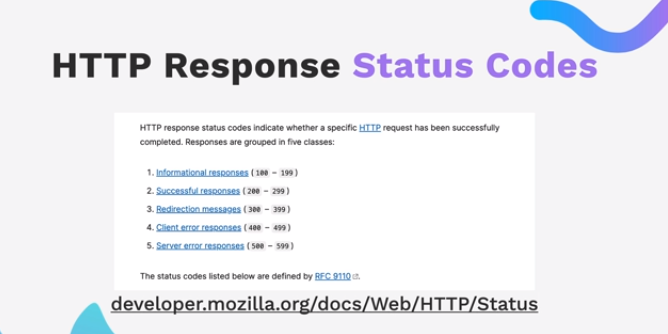 HTTP Response Status Codes
HTTP response status codes indicate whether a specific HTTP request has been successfully
completed. Responses are grouped in five classes:
1. Informational responses (100 – 199)
2. Successful responses (200 – 299)
3. Redirection messages (300 – 399)
4. Client error responses (400 – 499)
5. Server error responses (500 – 599)
The status codes listed below are defined by RFC 9110.
developer.mozilla.org/docs/Web/HTTP/Status